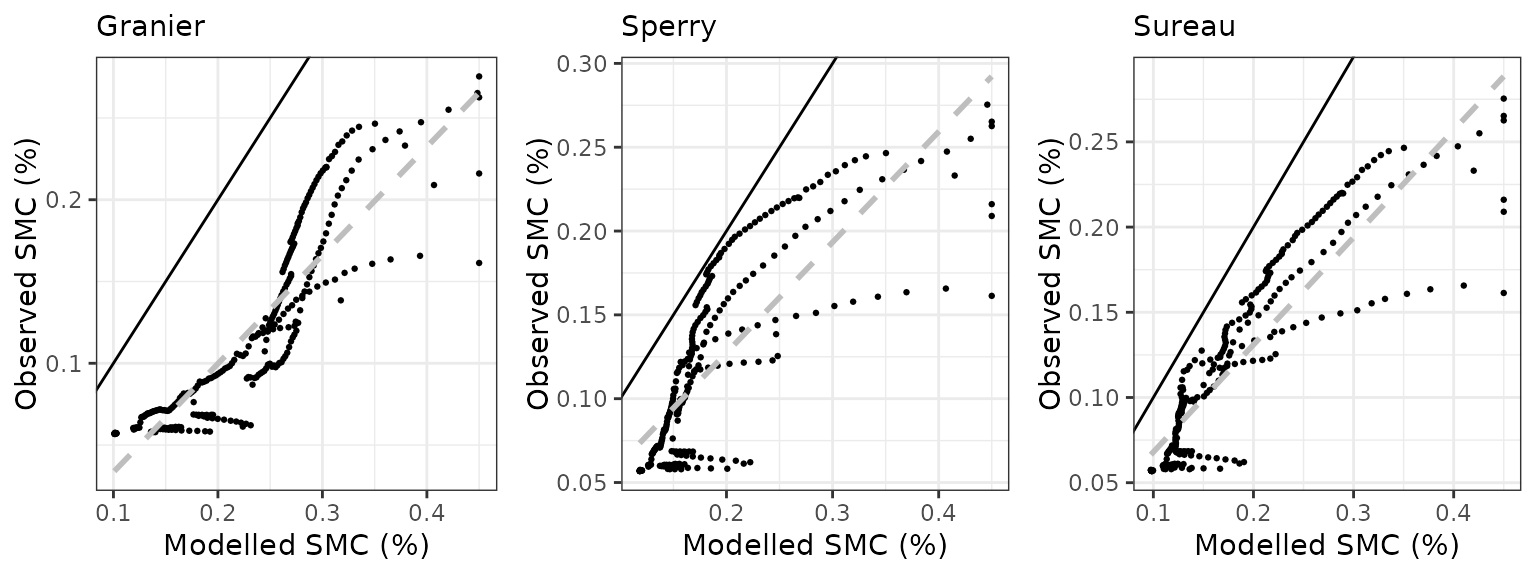 Granier
Observed SMC (%)
0.2
0.1
0.1 0.2 0.3 0.4
Modelled SMC (%)
Sperry
Observed SMC (%)
0.30
0.25
0.20
0.15
0.10
0.05
0.2 0.3 0.4
Modelled SMC (%)
Sureau
Observed SMC (%)
0.25
0.20
0.15
0.10
0.05
0.1 0.2 0.3 0.4
Modelled SMC (%)